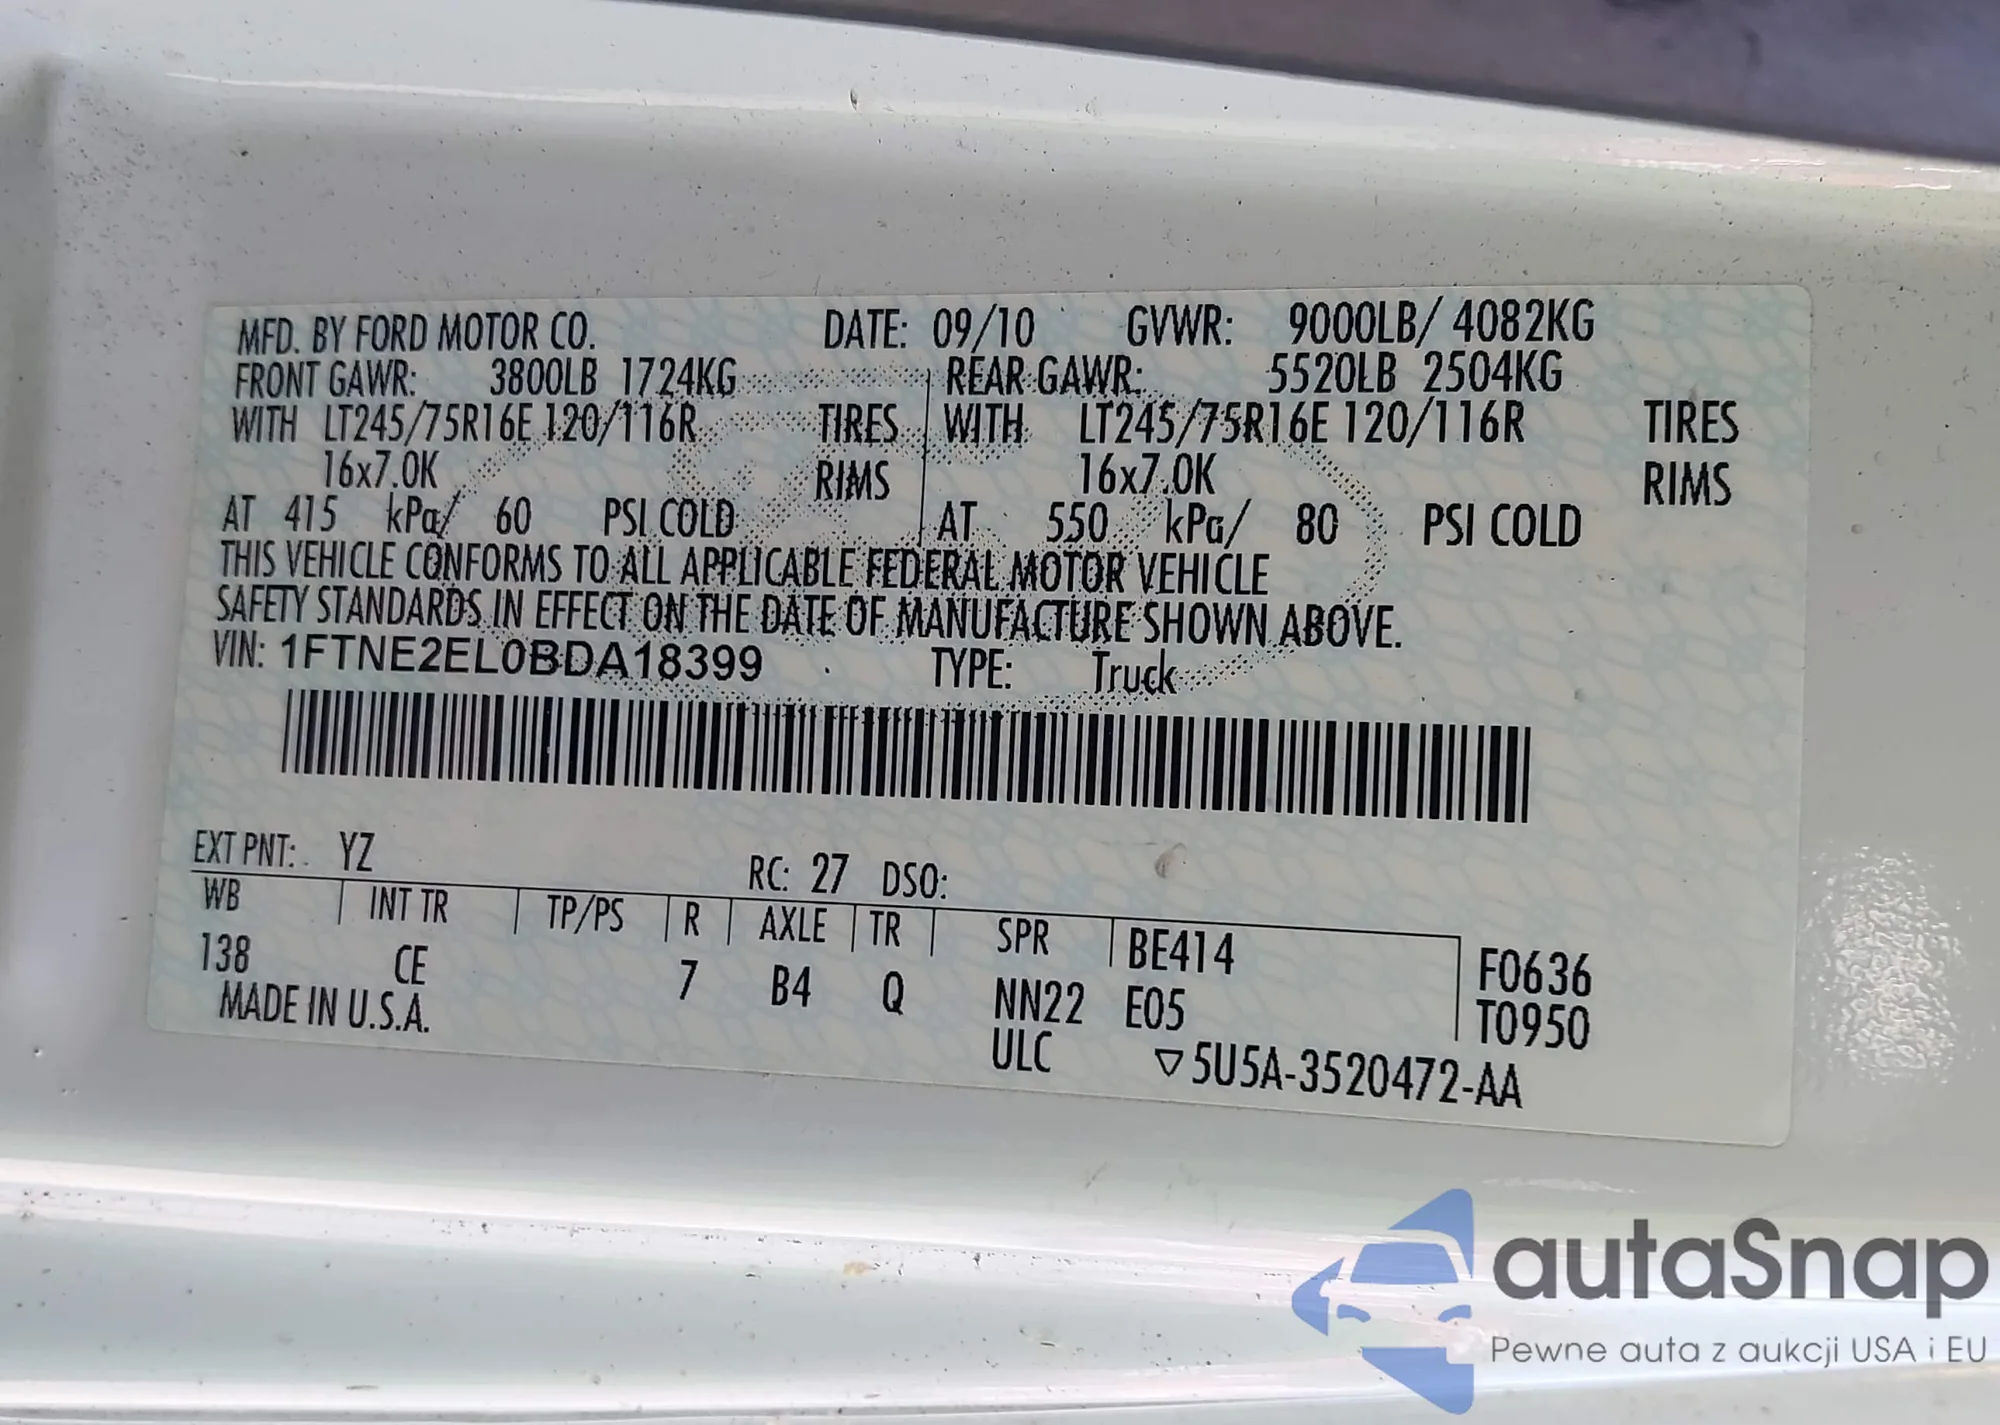 MFD. BY FORD MOTOR CO. DATE: 09/10 GVWR: 9000LB/ 4082KG
FRONT GAWR: 3800LB 1724KG REAR GAWR: 5520LB 2504KG
WITH LT245/75R16E 120/116R TIRES WITH LT245/75R16E 120/116R TIRES
16x7.0K RIMS 16x7.0K RIMS
AT 415 kPa/ 60 PSI COLD AT 550 kPa/ 80 PSI COLD
THIS VEHICLE CONFORMS TO ALL APPLICABLE FEDERAL MOTOR VEHICLE
SAFETY STANDARDS IN EFFECT ON THE DATE OF MANUFACTURE SHOWN ABOVE.
VIN: 1FTNE2EL0BDA18399 TYPE: Truck
EXT PNT: YZ RC: 27 DSO:
WB INT TR TP/PS R AXLE TR SPR BE414 F0636
138 CE 7 B4 Q NN22 E05 T0950
MADE IN U.S.A. ULC ▽5U5A-3520472-AA
autaSnap
Pewne auta z aukcji USA i EU